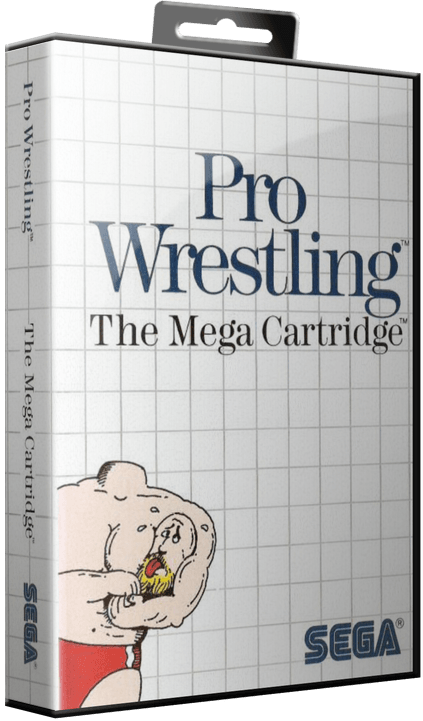 Pro Wrestling™
The Mega Cartridge™
SEGA
Pro
Wrestling™
The Mega Cartridge™
SEGA®